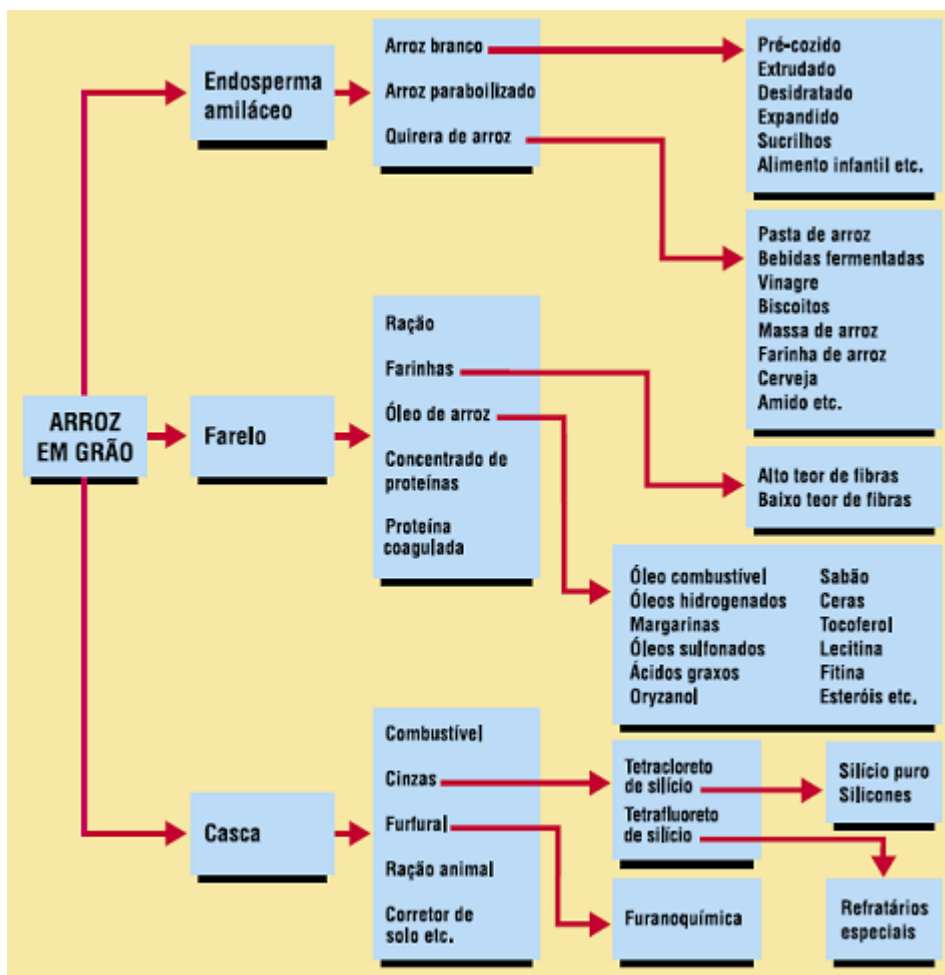 ARROZ
EM GRÃO
Endosperma
amiláceo
Arroz branco
Arroz paraboilizado
Quirera de arroz
Pré-cozido
Extrudado
Desidratado
Expandido
Sucrilhos
Alimento infantil etc.
Pasta de arroz
Bebidas fermentadas
Vinagre
Biscoitos
Massa de arroz
Farinha de arroz
Cerveja
Amido etc.
Farelo
Ração
Farinhas
Óleo de arroz
Concentrado de
proteínas
Proteína
coagulada
Alto teor de fibras
Baixo teor de fibras
Óleo combustível
Óleos hidrogenados
Margarinas
Óleos sulfonados
Ácidos graxos
Oryzanol
Sabão
Ceras
Tocoferol
Lecitina
Fitina
Esteróis etc.
Casca
Combustível
Cinzas
Furfural
Ração animal
Corretor de
solo etc.
Tetracloreto
de silício
Tetrafluoreto
de silício
Silício puro
Silicones
Furanoquímica
Refratários
especiais